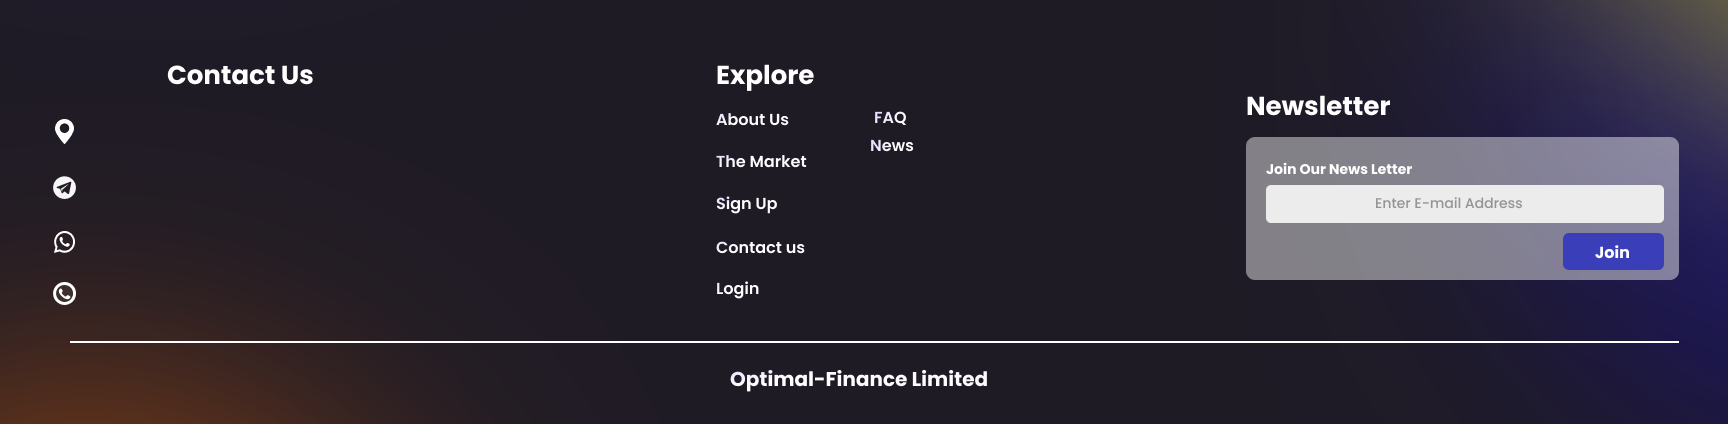 Contact Us
Explore
About Us
The Market
Sign Up
Contact us
Login
FAQ
News
Newsletter
Join Our News Letter
Enter E-mail Address
Join
Optimal-Finance Limited